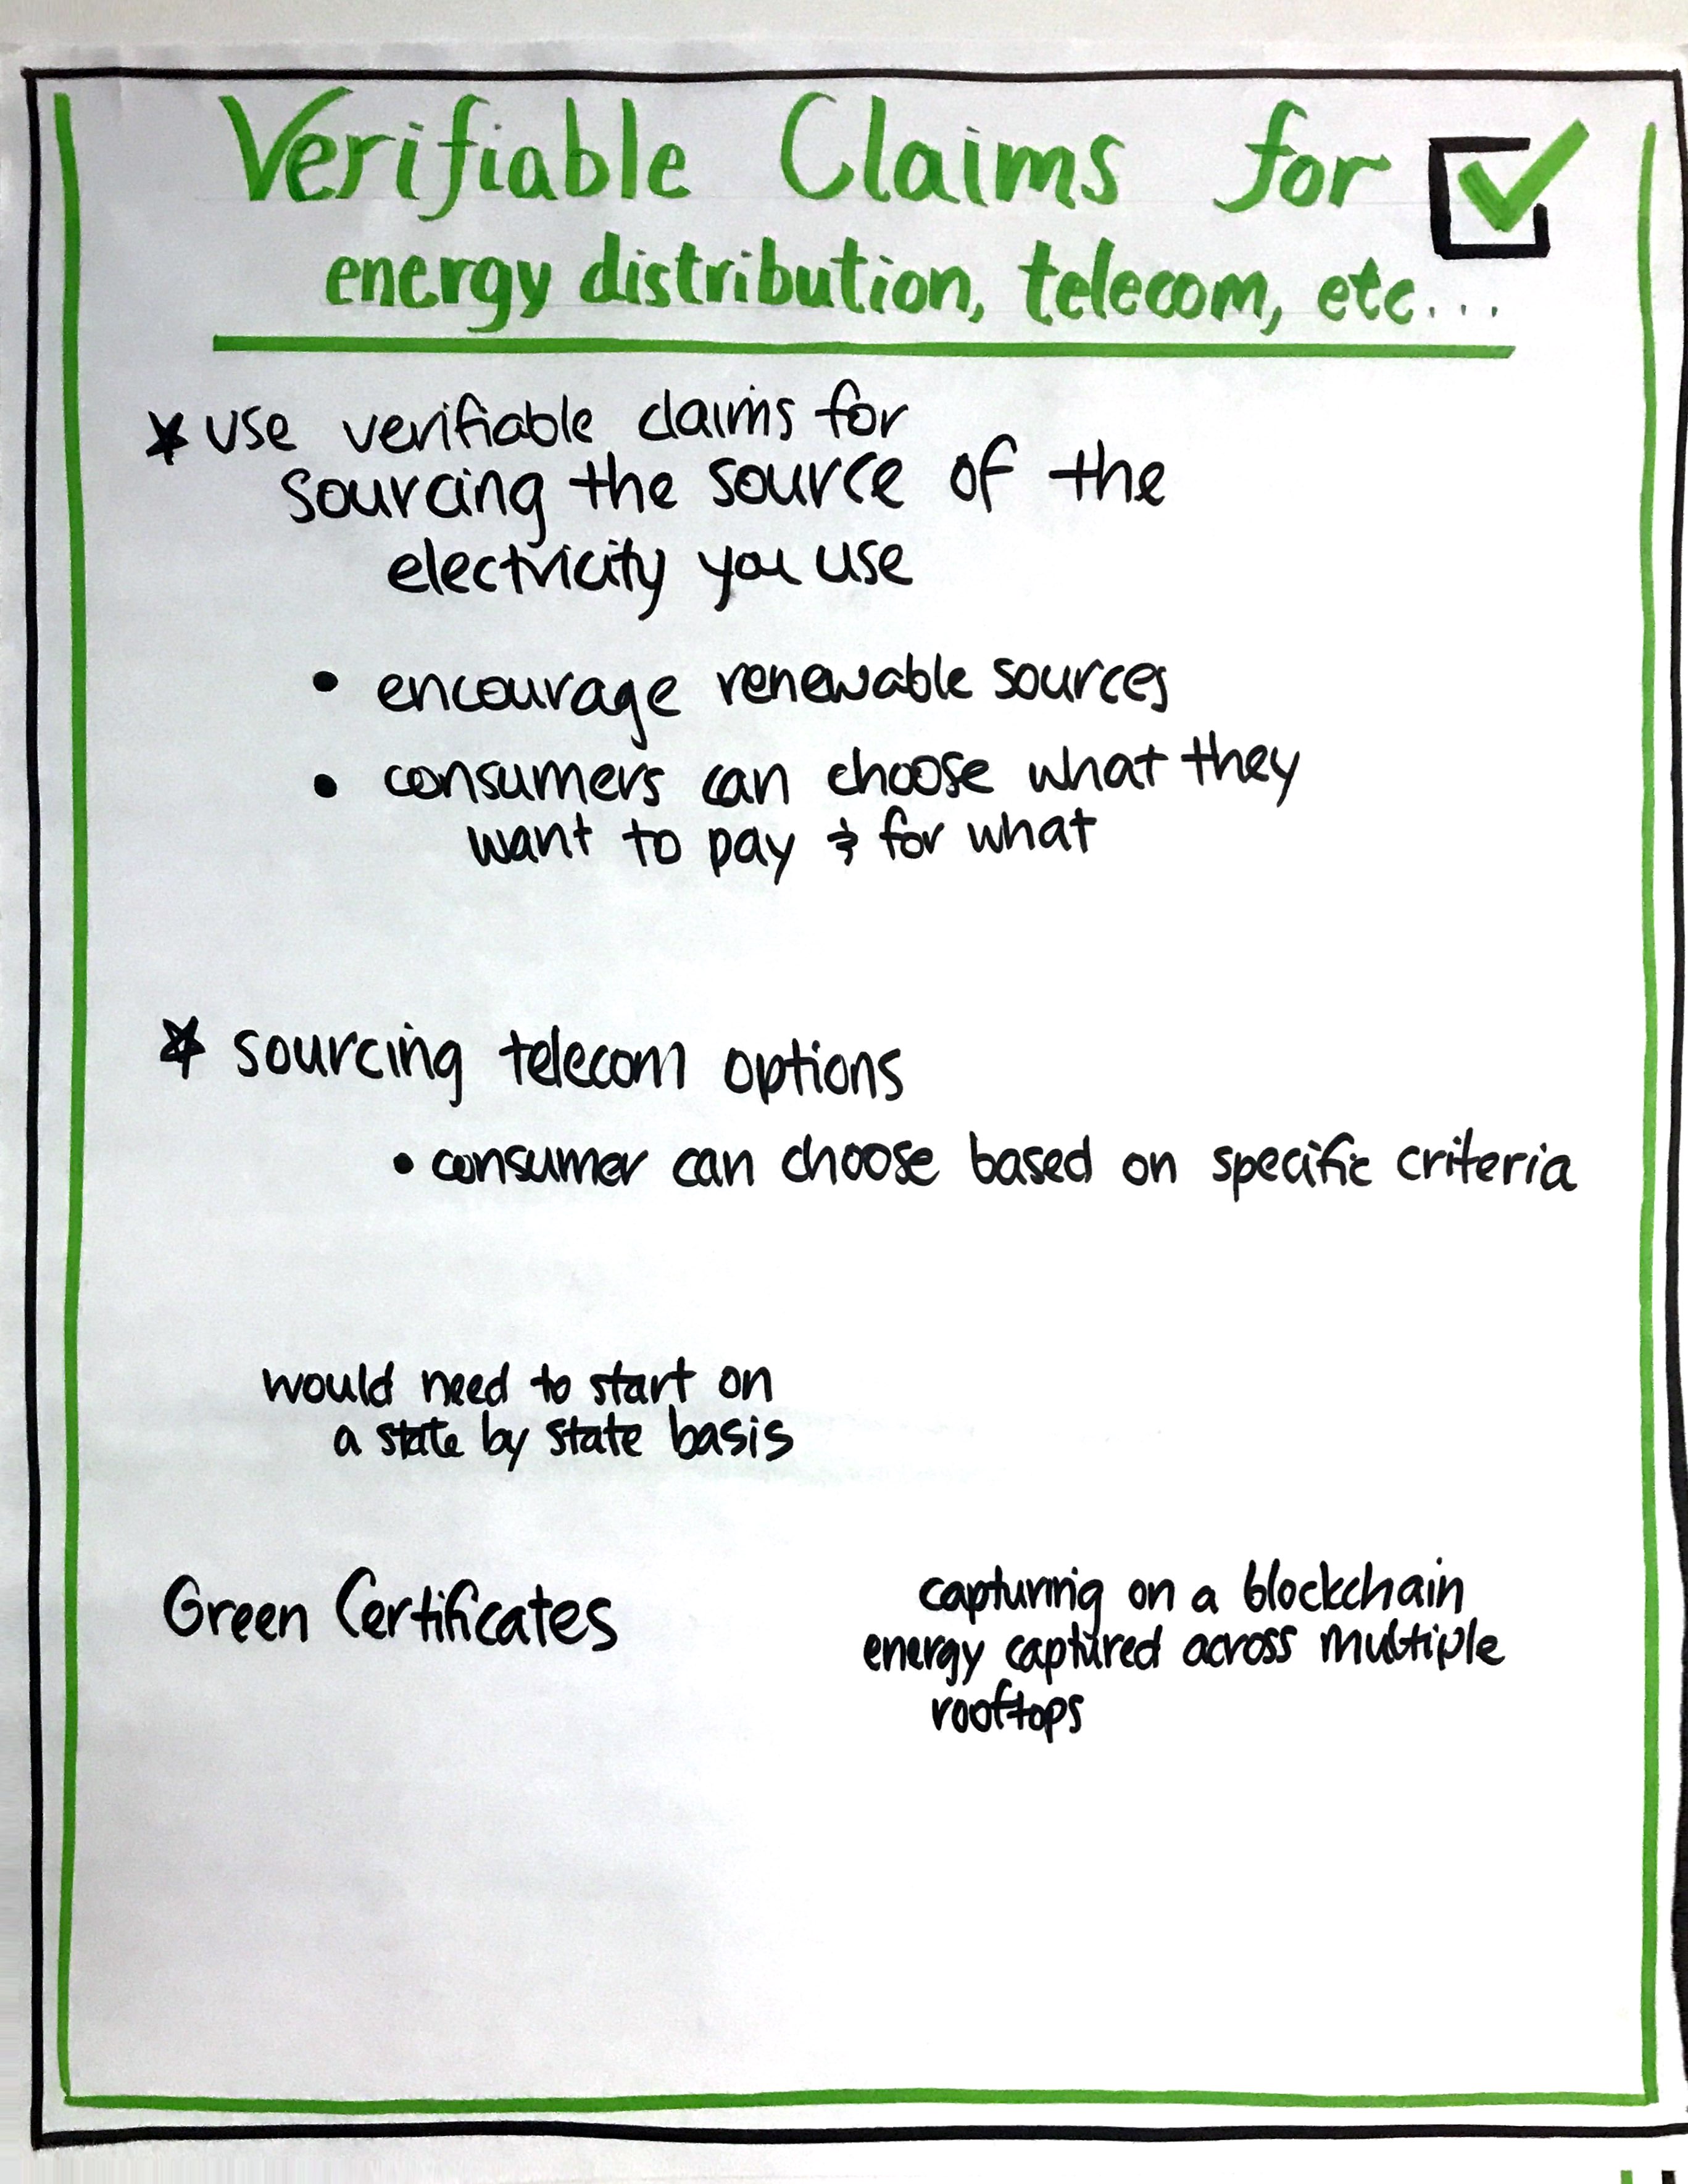 Verifiable Claims for
energy distribution, telecom, etc...
* use verifiable claims for
sourcing the source of the
electricity you use
• encourage renewable sources
• consumers can choose what they
want to pay & for what
* sourcing telecom options
• consumer can choose based on specific criteria
would need to start on
a state by state basis
Green Certificates
capturing on a blockchain
energy captured across multiple
rooftops